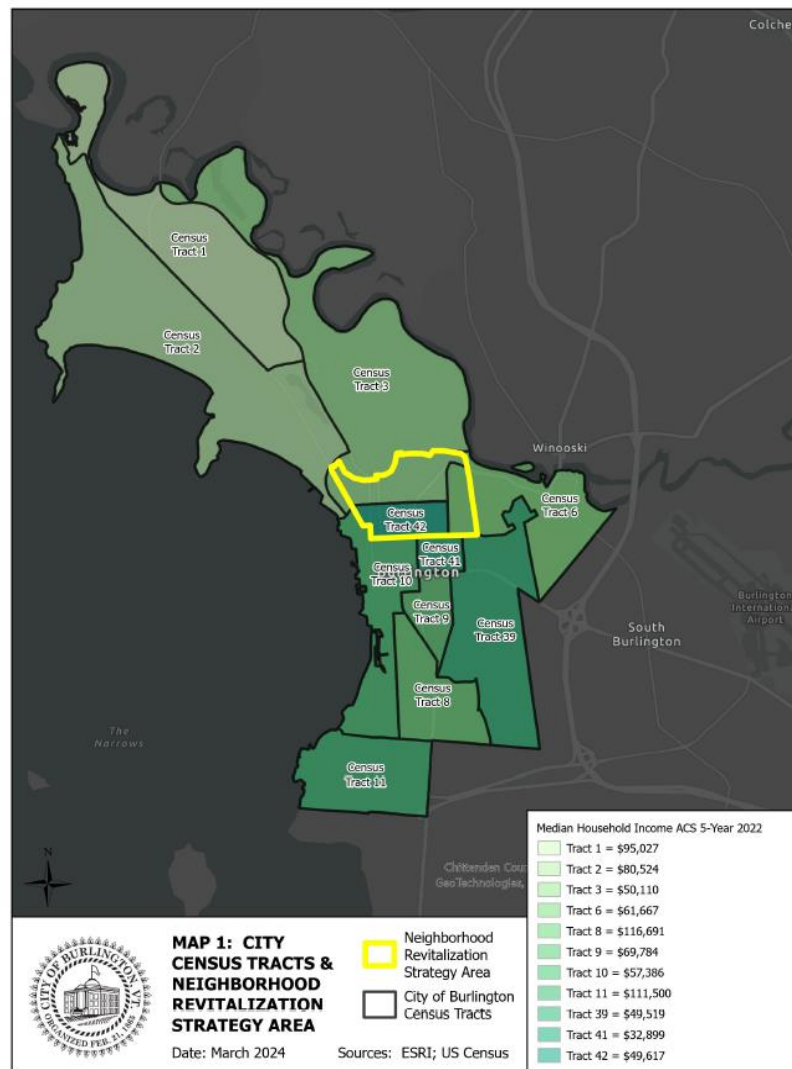 Colche
Census
Tract 1
Census
Tract 2
Census
Tract 3
Winooski
Census
Tract 6
Census
Tract 42
Census
Tract 41
Census
Tract 10
Burlington
Census
Tract 9
Census
Tract 39
Burlington
International
Airport
South
Burlington
Census
Tract 8
The
Narrows
Census
Tract 11
N
Chittenden Coun
GeoTechnologies,
Median Household Income ACS 5-Year 2022
Tract 1 = $95,027
Tract 2 = $80,524
Tract 3 = $50,110
Tract 6 = $61,667
Tract 8 = $116,691
Tract 9 = $69,784
Tract 10 = $57,386
Tract 11 = $111,500
Tract 39 = $49,519
Tract 41 = $32,899
Tract 42 = $49,617
CITY OF BURLINGTON, VT.
ORGANIZED FEB. 21, 1865
MAP 1: CITY
CENSUS TRACTS &
NEIGHBORHOOD
REVITALIZATION
STRATEGY AREA
Date: March 2024
Neighborhood
Revitalization
Strategy Area
City of Burlington
Census Tracts
Sources: ESRI; US Census